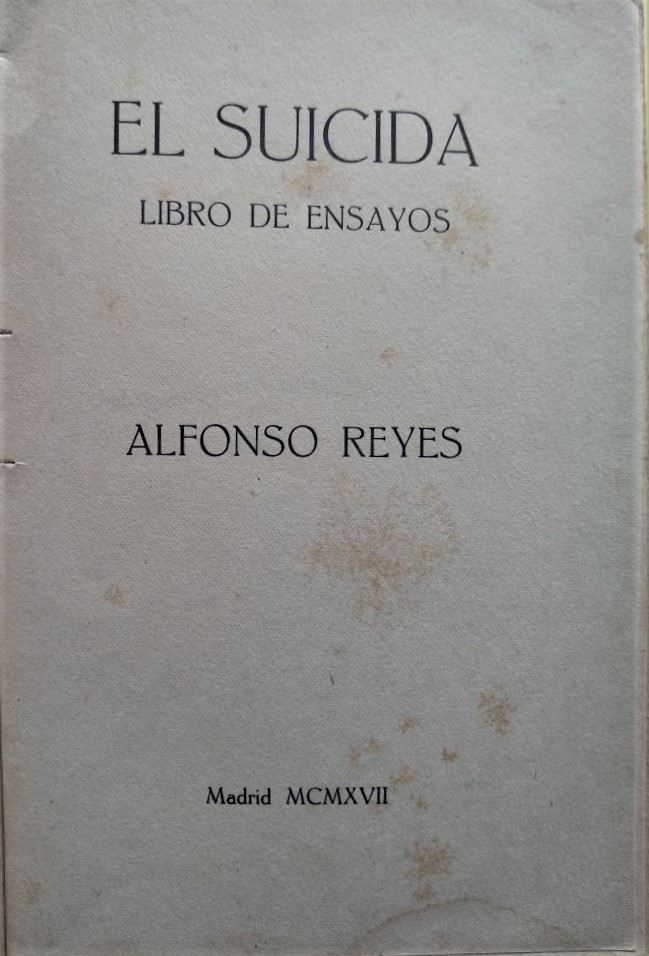 EL SUICIDA
LIBRO DE ENSAYOS
ALFONSO REYES
Madrid MCMXVII